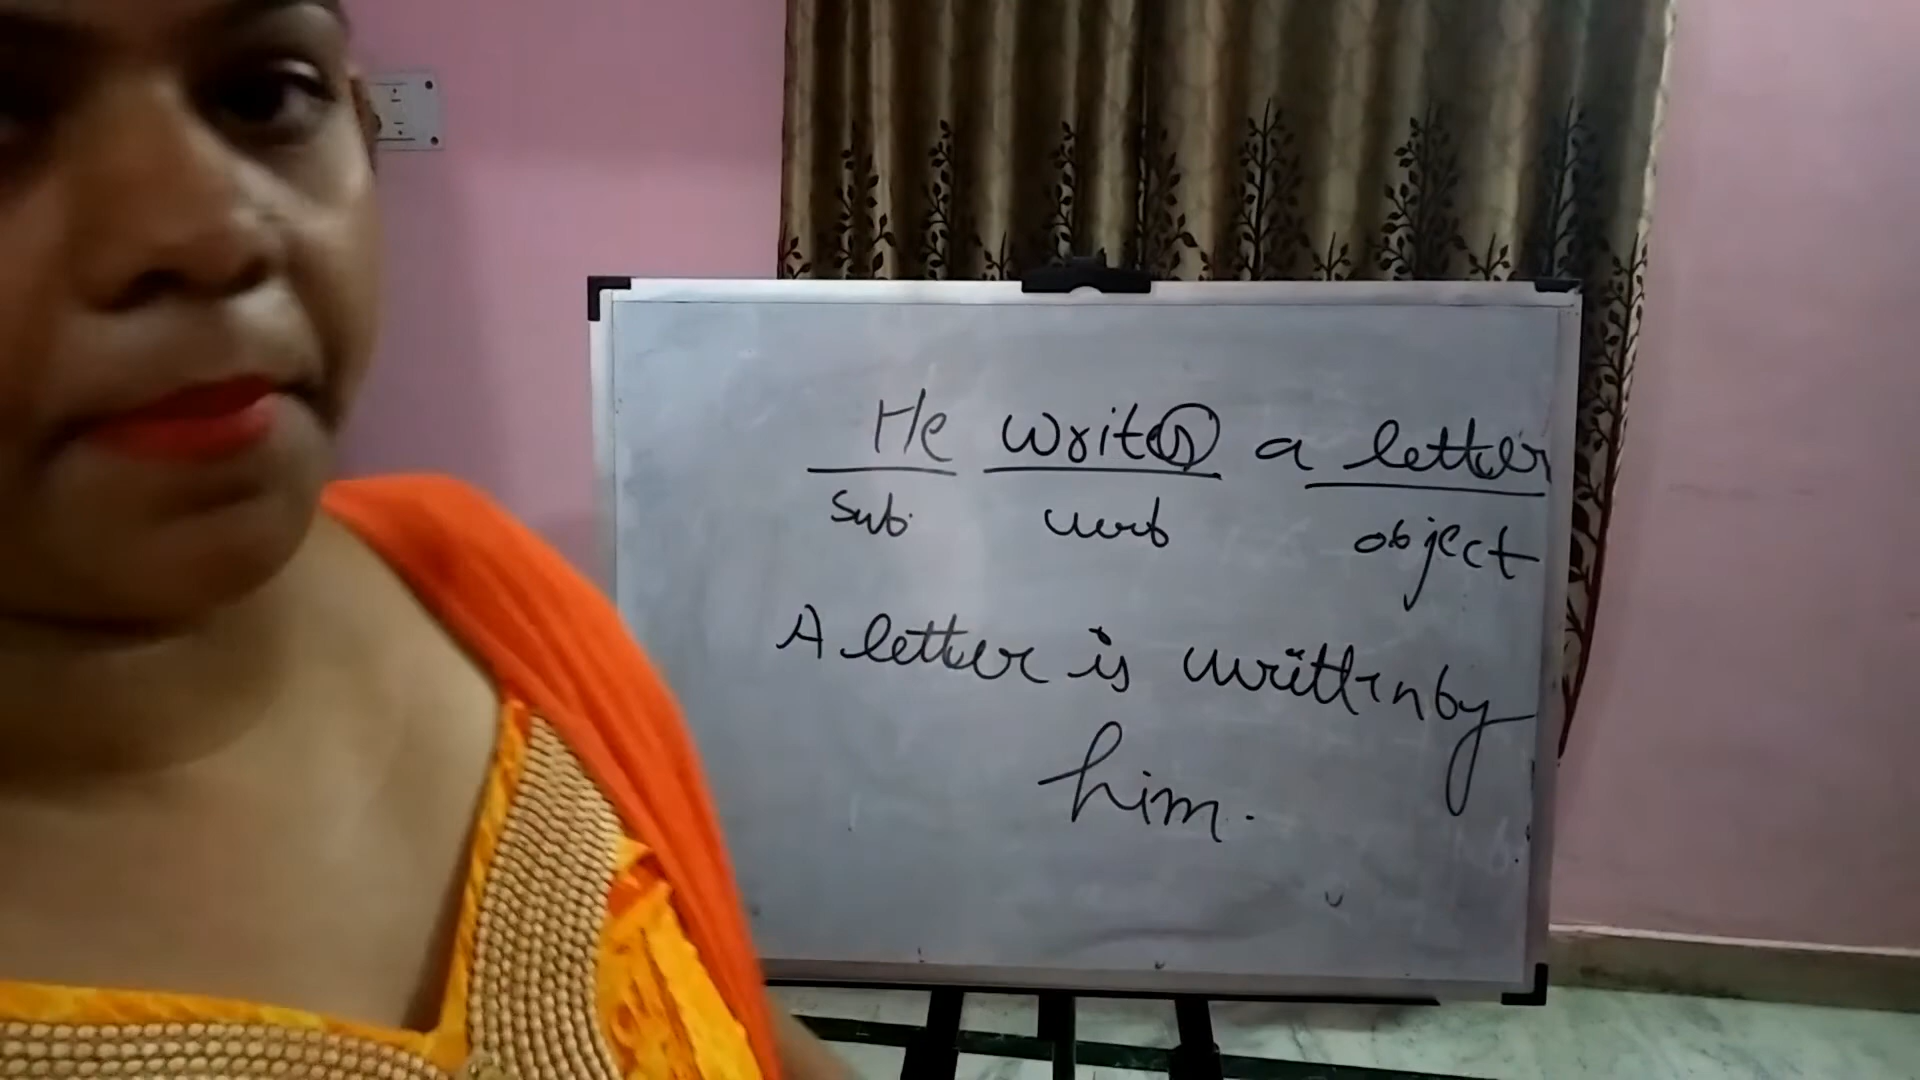 He writes a letter
Sub. verb object
A letter is written by
him.